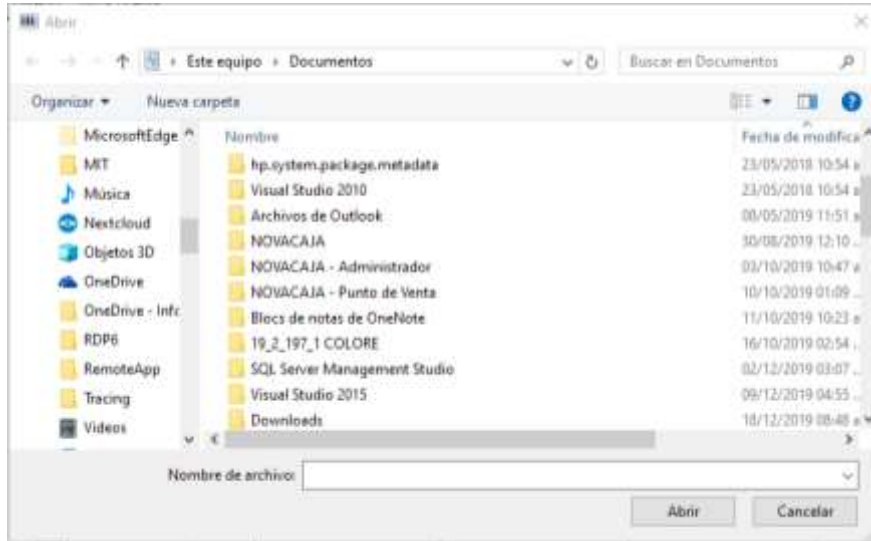 Abrir
Este equipo › Documentos
Buscar en Documentos
Organizar
Nueva carpeta
MicrosoftEdge
MIT
Música
Nextcloud
Objetos 3D
OneDrive
OneDrive - Info
RDP6
RemoteApp
Tracing
Videos
Nombre
Fecha de modifica
hp.system.package.metadata 23/05/2018 10:54 a
Visual Studio 2010 23/05/2018 10:54 a
Archivos de Outlook 08/05/2019 11:51 a
NOVACAJA 30/08/2019 12:10 ..
NOVACAJA - Administrador 03/10/2019 10:47 a
NOVACAJA - Punto de Venta 10/10/2019 01:09 ..
Blocs de notas de OneNote 11/10/2019 10:23 a
19_2_197_1 COLORE 16/10/2019 02:54 ..
SQL Server Management Studio 02/12/2019 03:07 ..
Visual Studio 2015 09/12/2019 04:55 ..
Downloads 18/12/2019 08:48 a
Nombre de archivo:
Abrir
Cancelar